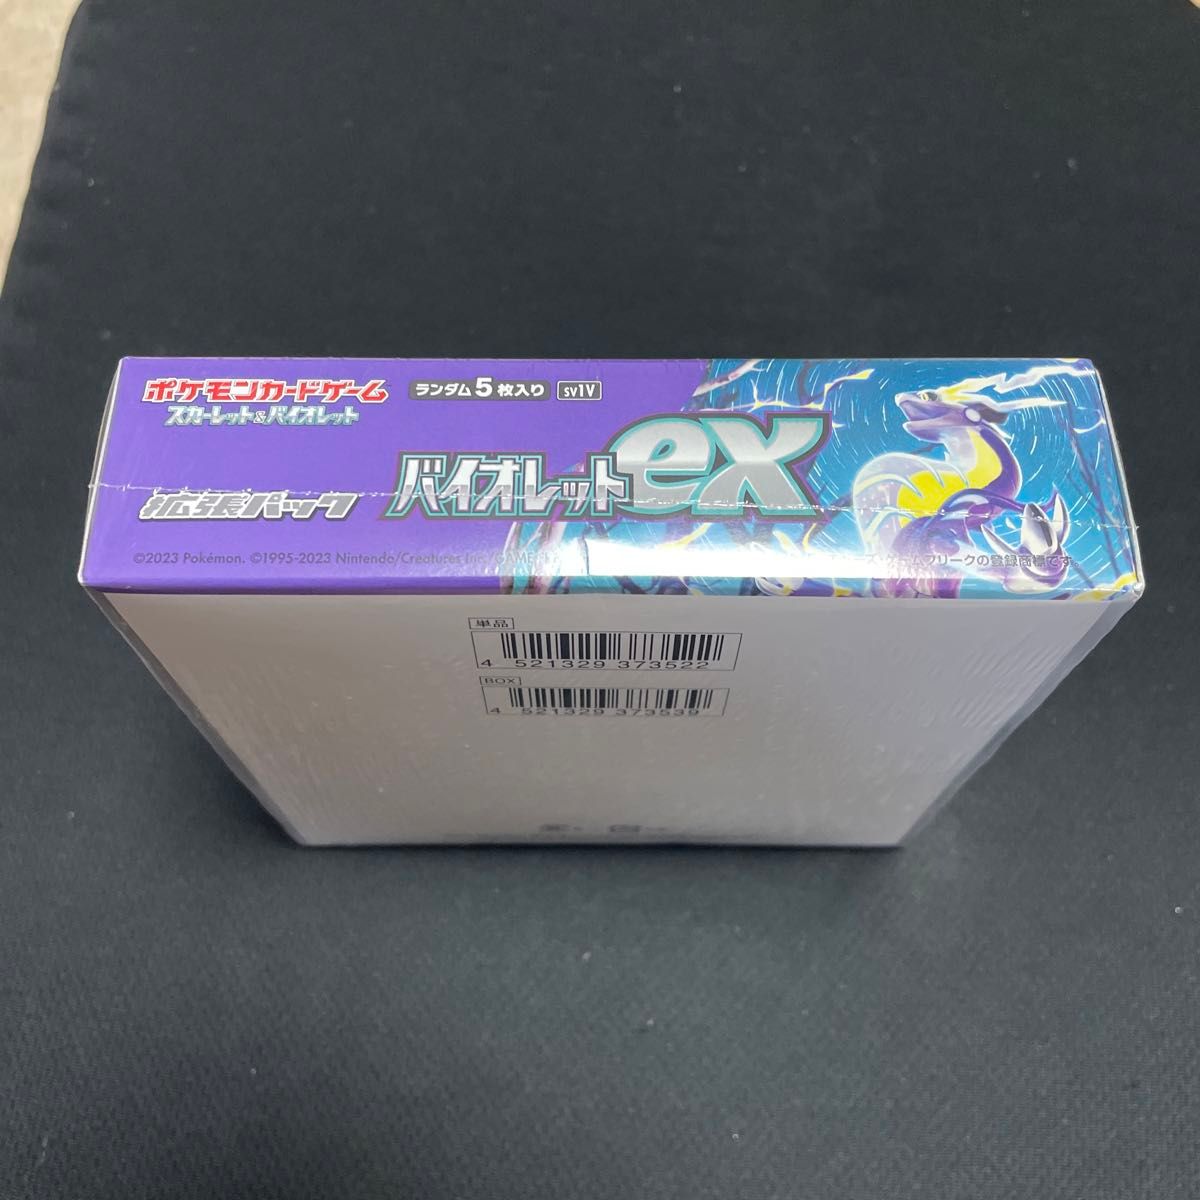 ポケモンカードゲーム
スカーレット&バイオレット
ランダム5枚入り
sv1V
バイオレットex
拡張パック
©2023 Pokémon. ©1995-2023 Nintendo/Creatures Inc./GAME
ズ・ゲームフリークの登録商標です。
単品
4 521329 373522
BOX
4 521329 373539